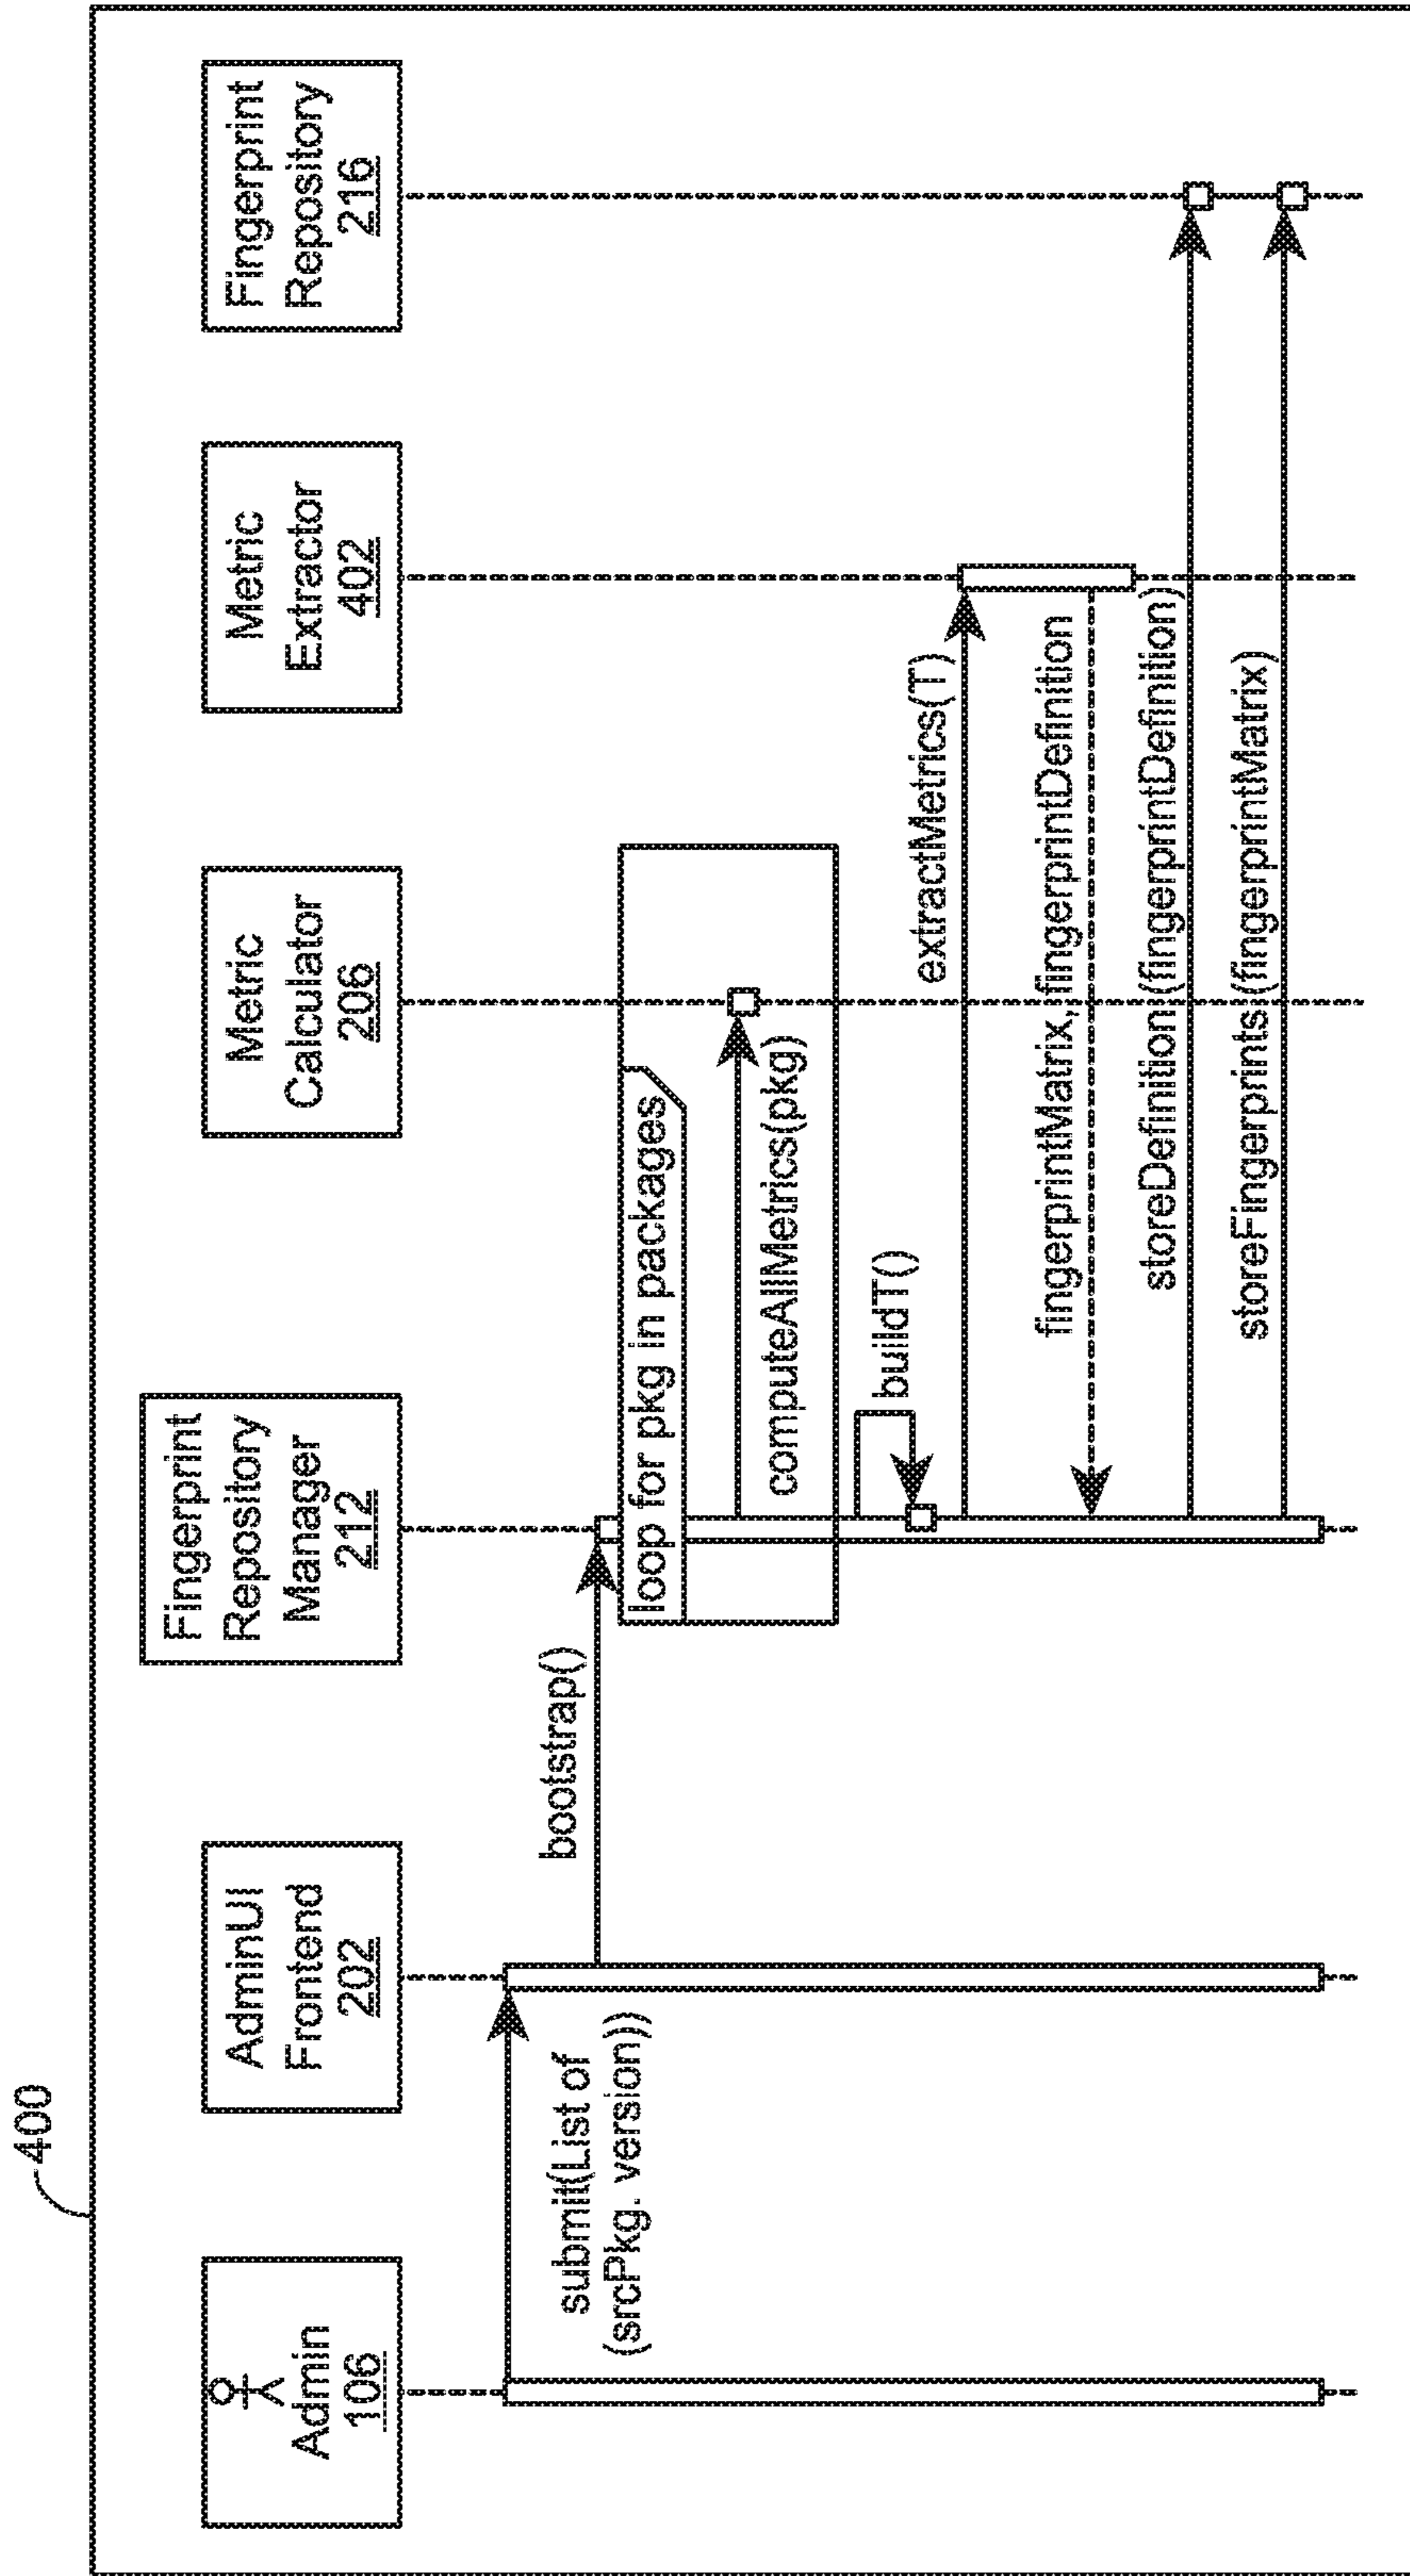 400
Admin
106
AdminUI
Frontend
202
Fingerprint
Repository
Manager
212
Metric
Calculator
206
Metric
Extractor
402
Fingerprint
Repository
216
submit(List of
(srcPkg. version))
bootstrap()
loop for pkg in packages
computeAllMetrics(pkg)
buildT()
extractMetrics(T)
fingerprintMatrix, fingerprintDefinition
storeDefinition (fingerprintDefinition)
storeFingerprints (fingerprintMatrix)